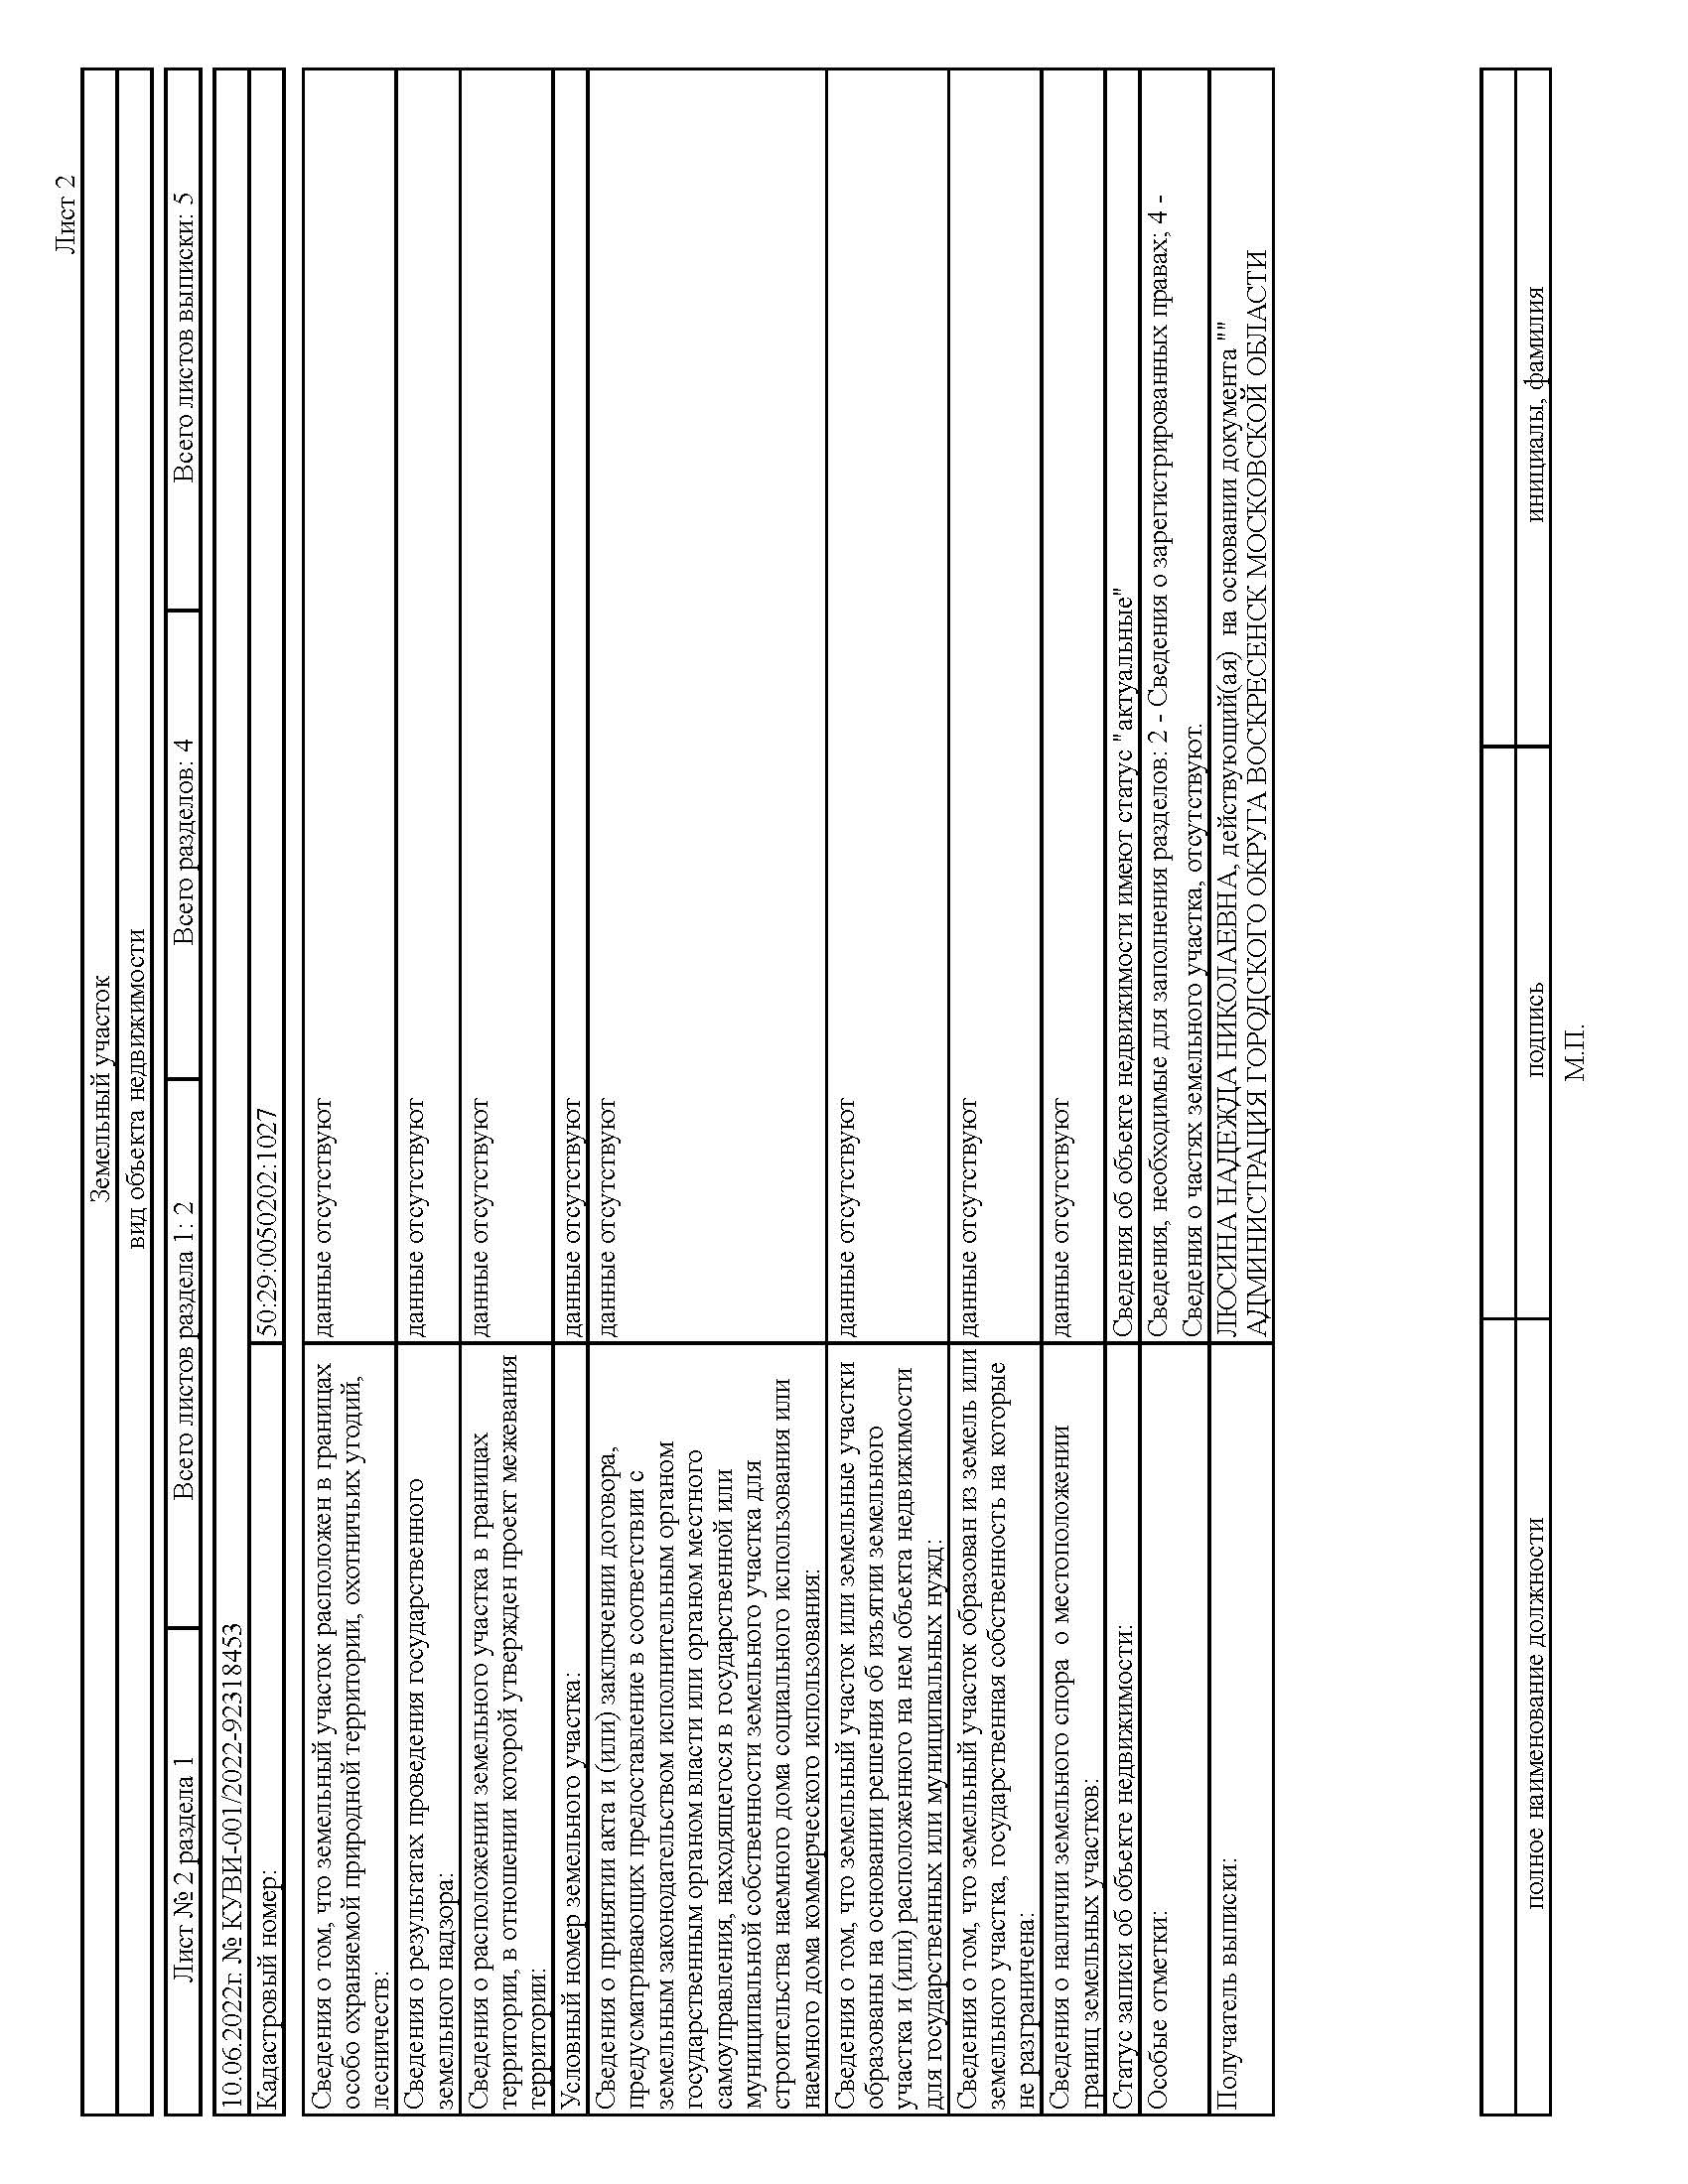 Лист 2
Земельный участок
вид объекта недвижимости
Лист № 2 раздела 1
Всего листов раздела 1: 2
Всего разделов: 4
Всего листов выписки: 5
10.06.2022г. № КУВИ-001/2022-92318453
Кадастровый номер:
50:29:0050202:1027
Сведения о том, что земельный участок расположен в границах
особо охраняемой природной территории, охотничьих угодий,
лесничеств:
данные отсутствуют
Сведения о результатах проведения государственного
земельного надзора:
данные отсутствуют
Сведения о расположении земельного участка в границах
территории, в отношении которой утвержден проект межевания
территории:
данные отсутствуют
Условный номер земельного участка:
данные отсутствуют
Сведения о принятии акта и (или) заключении договора,
предусматривающих предоставление в соответствии с
земельным законодательством исполнительным органом
государственным органом власти или органом местного
самоуправления, находящегося в государственной или
муниципальной собственности земельного участка для
строительства наемного дома социального использования или
наемного дома коммерческого использования:
данные отсутствуют
Сведения о том, что земельный участок или земельные участки
образованы на основании решения об изъятии земельного
участка и (или) расположенного на нем объекта недвижимости
для государственных или муниципальных нужд:
данные отсутствуют
Сведения о том, что земельный участок образован из земель или
земельного участка, государственная собственность на которые
не разграничена:
данные отсутствуют
Сведения о наличии земельного спора о местоположении
границ земельных участков:
данные отсутствуют
Статус записи об объекте недвижимости:
Сведения об объекте недвижимости имеют статус "актуальные"
Особые отметки:
Сведения, необходимые для заполнения разделов: 2 - Сведения о зарегистрированных правах; 4 -
Сведения о частях земельного участка, отсутствуют.
Получатель выписки:
ЛЮСИНА НАДЕЖДА НИКОЛАЕВНА, действующий(ая) на основании документа ""
АДМИНИСТРАЦИЯ ГОРОДСКОГО ОКРУГА ВОСКРЕСЕНСК МОСКОВСКОЙ ОБЛАСТИ
полное наименование должности
подпись
инициалы, фамилия
М.П.